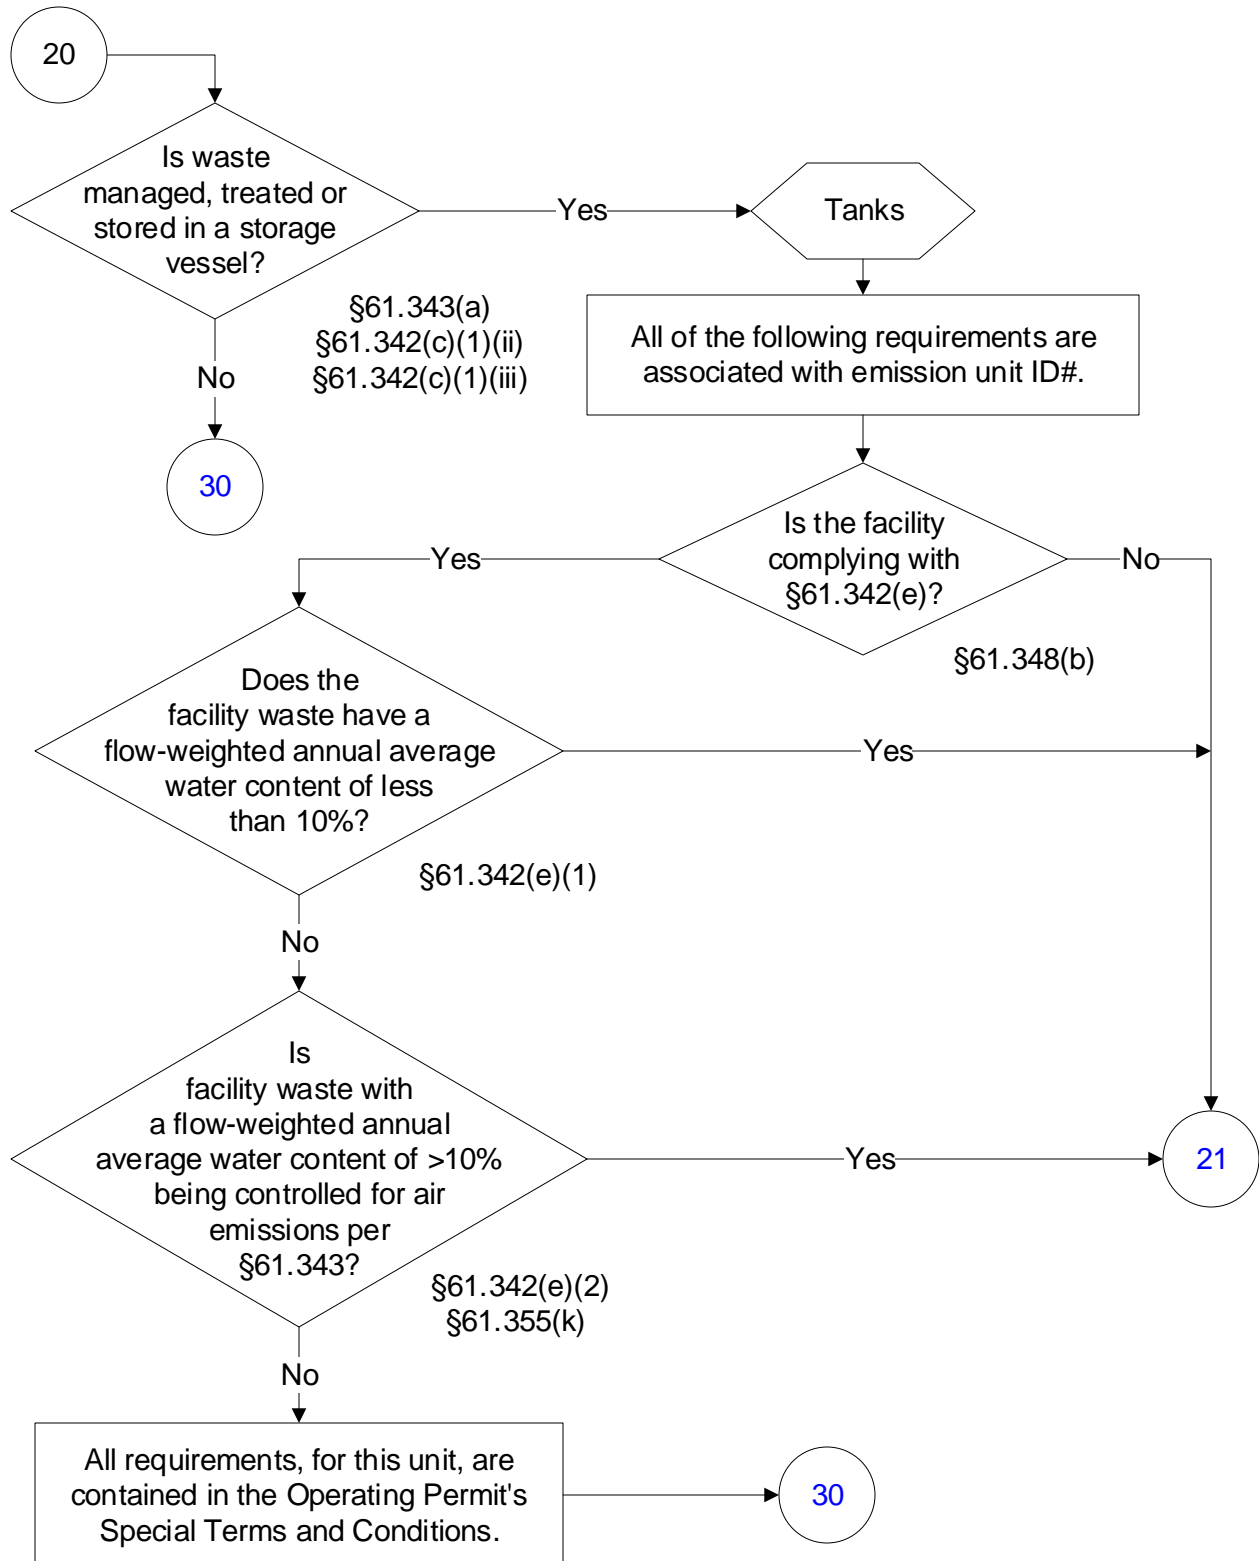 20
Is waste
managed, treated or
stored in a storage
vessel?
Yes
Tanks
§61.343(a)
§61.342(c)(1)(ii)
§61.342(c)(1)(iii)
No
30
All of the following requirements are
associated with emission unit ID#.
Is the facility
complying with
§61.342(e)?
Yes
No
§61.348(b)
Does the
facility waste have a
flow-weighted annual average
water content of less
than 10%?
Yes
§61.342(e)(1)
No
Is
facility waste with
a flow-weighted annual
average water content of >10%
being controlled for air
emissions per
§61.343?
Yes
21
§61.342(e)(2)
§61.355(k)
No
All requirements, for this unit, are
contained in the Operating Permit's
Special Terms and Conditions.
30